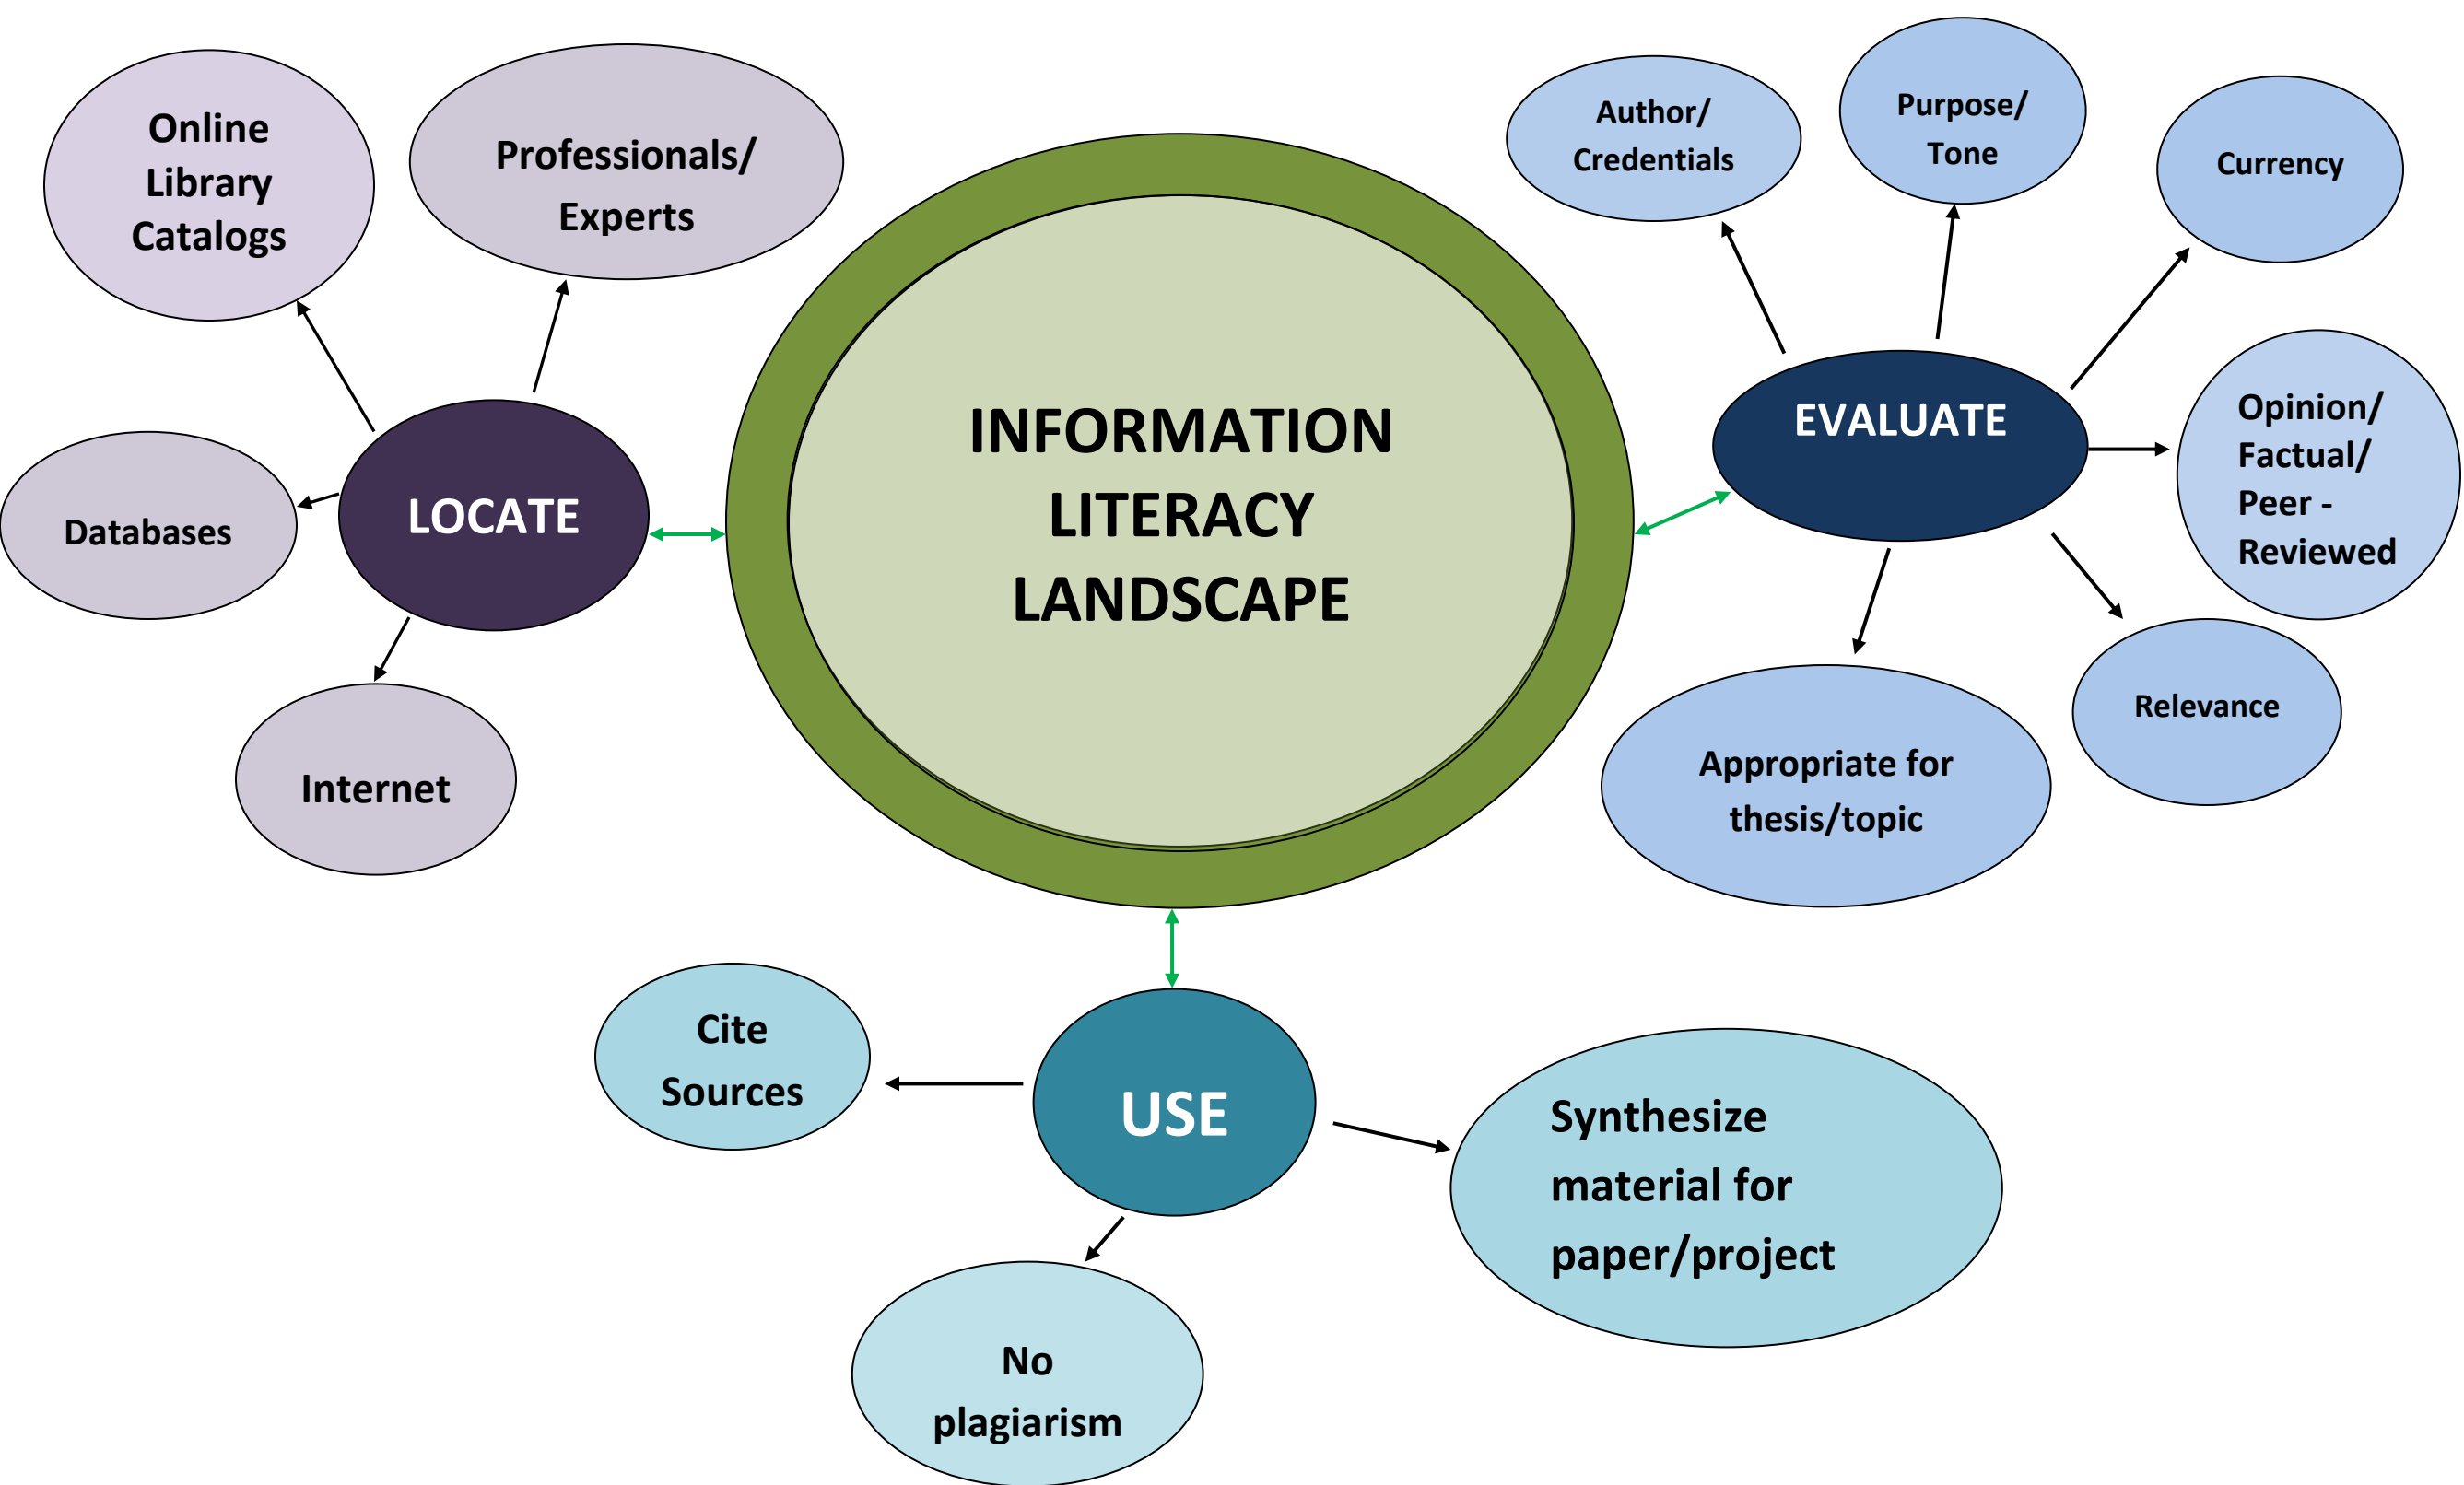 INFORMATION
LITERACY
LANDSCAPE
LOCATE
Online
Library
Catalogs
Professionals/
Experts
Databases
Internet
EVALUATE
Author/
Credentials
Purpose/
Tone
Currency
Opinion/
Factual/
Peer -
Reviewed
Relevance
Appropriate for
thesis/topic
USE
Cite
Sources
No
plagiarism
Synthesize
material for
paper/project